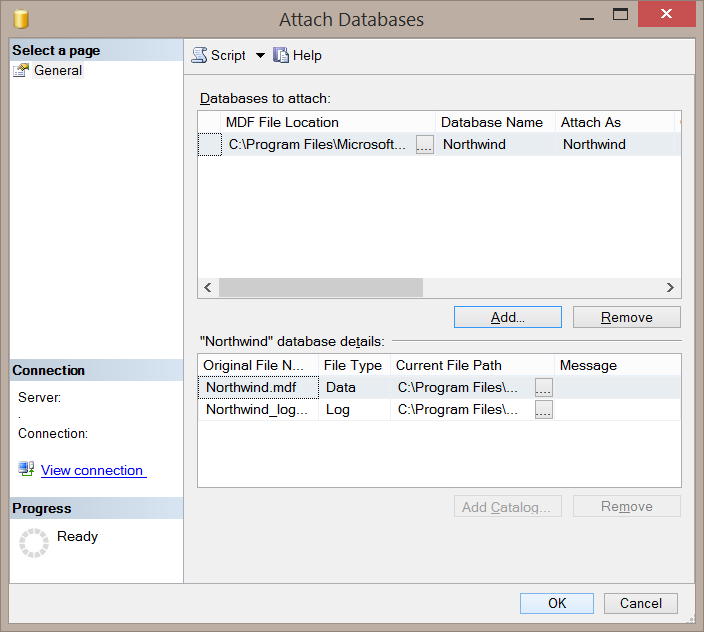 Attach Databases
Select a page
General
Script Help
Databases to attach:
MDF File Location Database Name Attach As
C:\Program Files\Microsoft... .... Northwind Northwind
Add... Remove
"Northwind" database details:
Original File N... File Type Current File Path Message
Northwind.mdf Data C:\Program Files\... ....
Northwind_log... Log C:\Program Files\... ....
Add Catalog... Remove
Connection
Server:
.
Connection:
View connection
Progress
Ready
OK Cancel